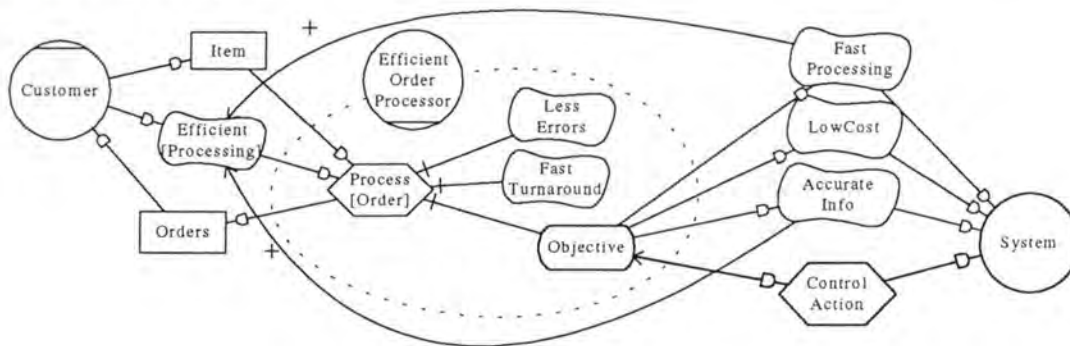 +
Item
Customer
Efficient
Order
Processor
Fast
Processing
Less
Errors
LowCost
Efficient
[Processing]
Process
[Order]
Fast
Turnaround
Accurate
Info
Orders
+
Objective
System
Control
Action